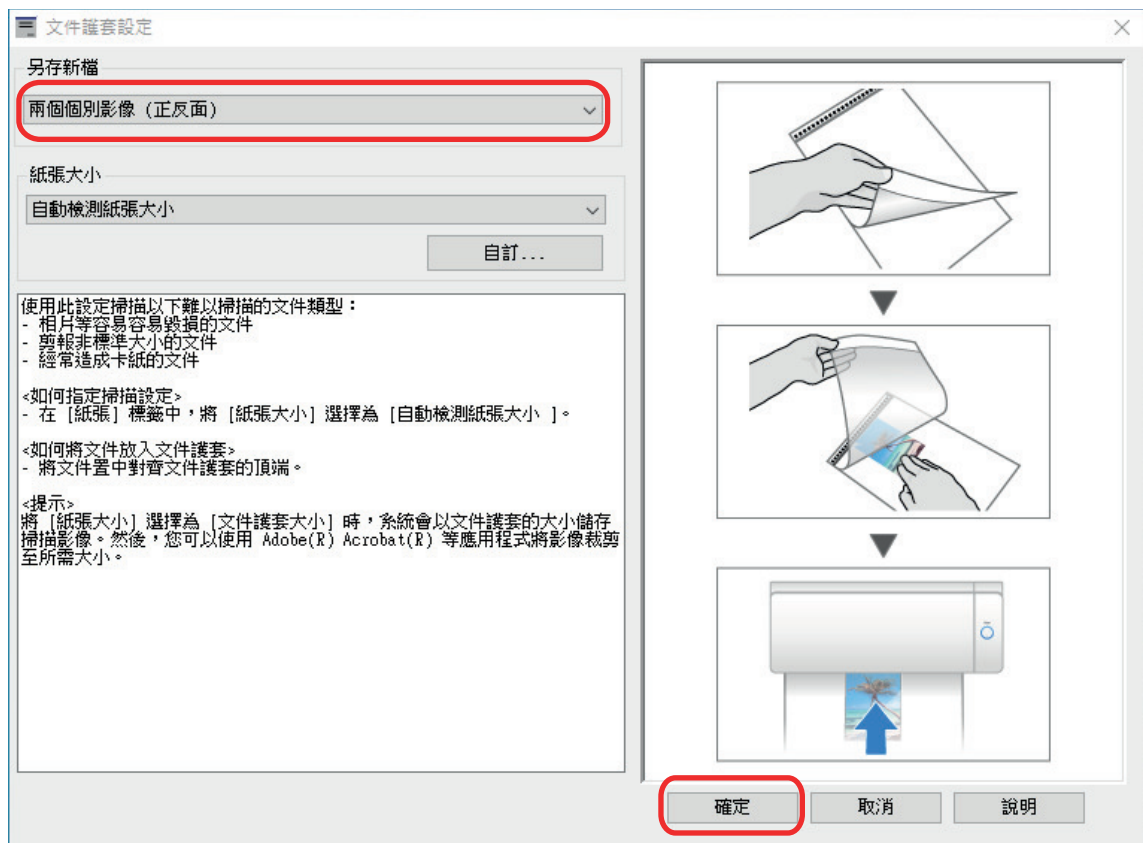 文件護套設定
另存新檔
兩個個別影像 (正反面)
紙張大小
自動檢測紙張大小
自訂...
使用此設定掃描以下難以掃描的文件類型：
- 相片等容易容易毀損的文件
- 剪報非標準大小的文件
- 經常造成卡紙的文件
<如何指定掃描設定>
- 在 [紙張] 標籤中，將 [紙張大小] 選擇為 [自動檢測紙張大小 ]。
<如何將文件放入文件護套>
- 將文件置中對齊文件護套的頂端。
<提示>
將 [紙張大小] 選擇為 [文件護套大小] 時，系統會以文件護套的大小儲存
掃描影像。然後，您可以使用 Adobe(R) Acrobat(R) 等應用程式將影像裁剪
至所需大小。
確定
取消
說明